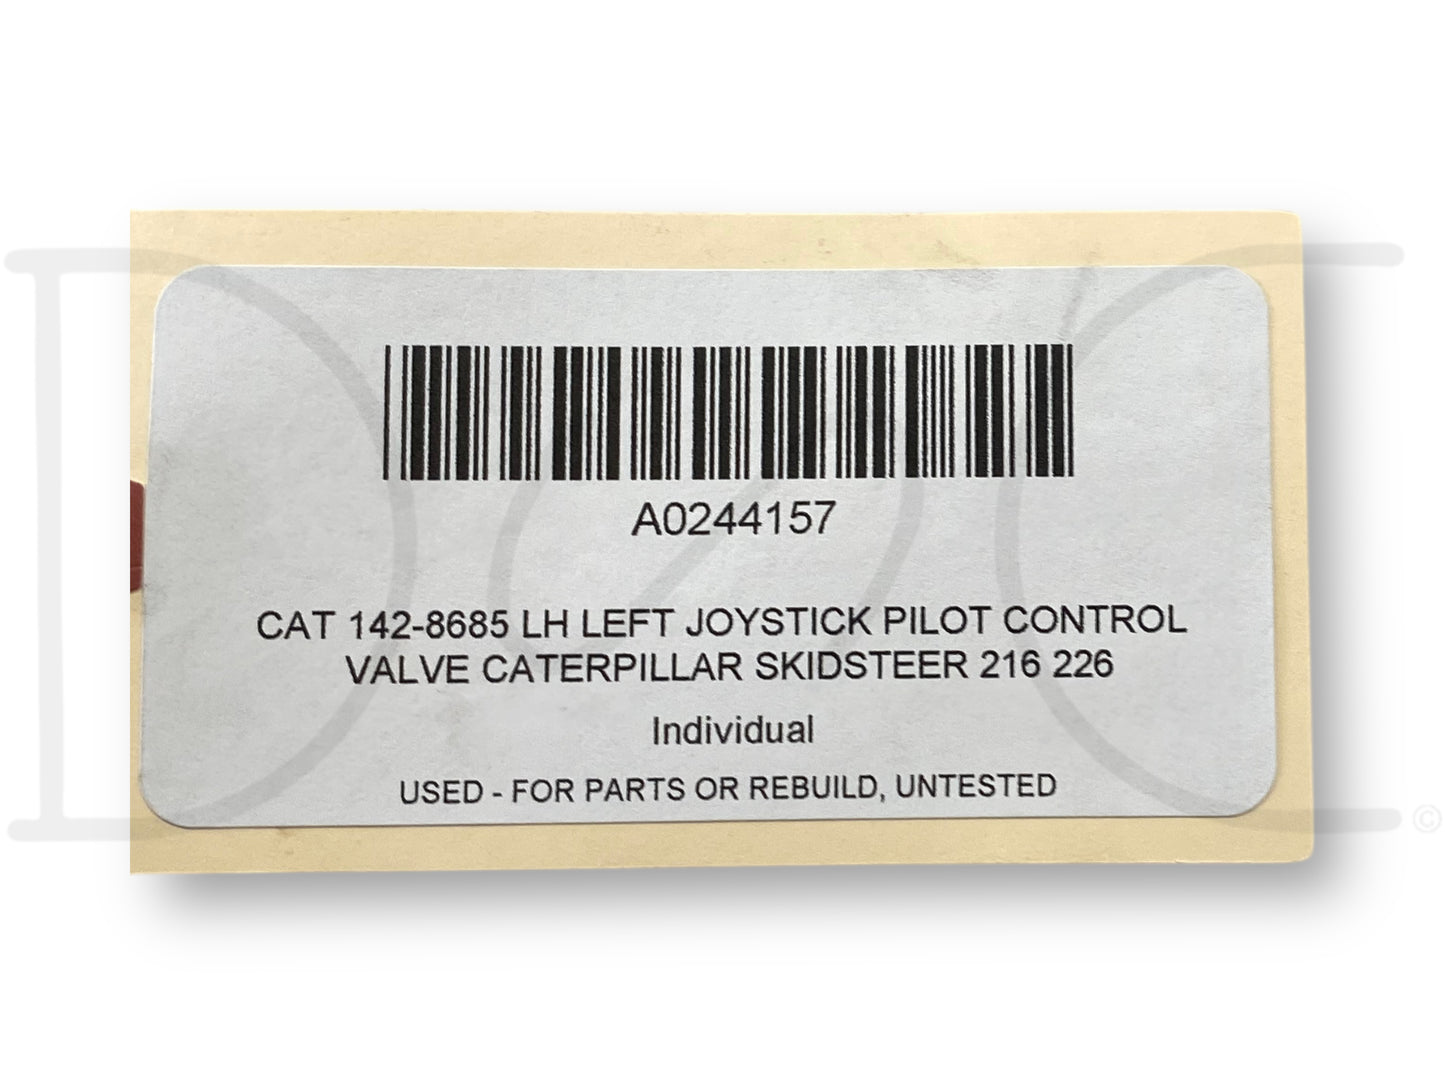 A0244157
CAT 142-8685 LH LEFT JOYSTICK PILOT CONTROL
VALVE CATERPILLAR SKIDSTEER 216 226
Individual
USED - FOR PARTS OR REBUILD, UNTESTED
©